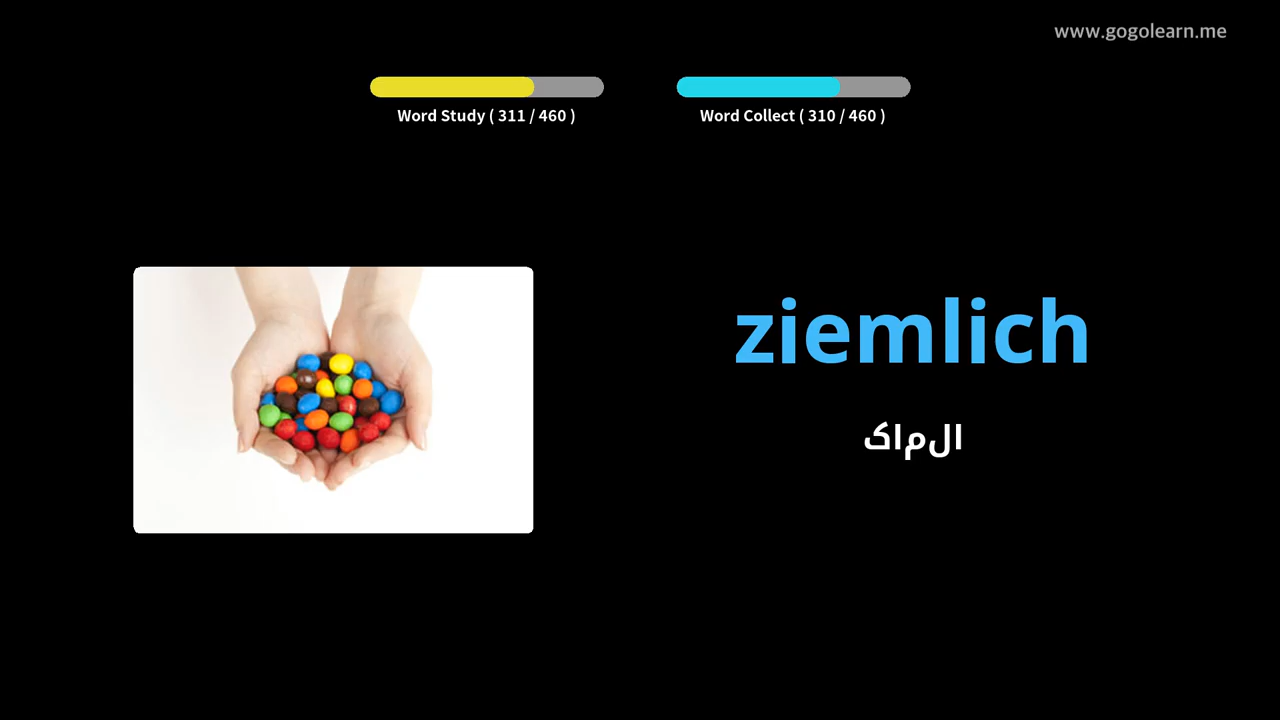 www.gogolearn.me
Word Study ( 311 / 460 )
Word Collect ( 310 / 460 )
ziemlich
الماک